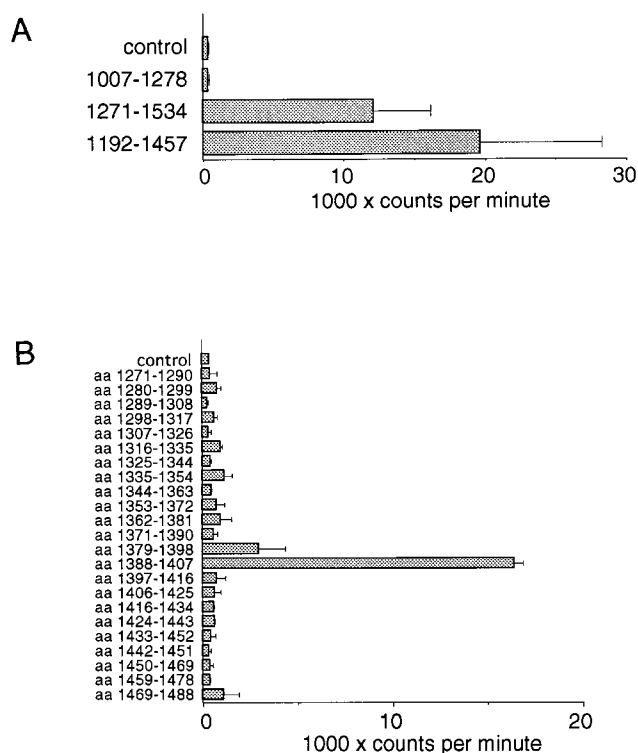 A
control
1007-1278
1271-1534
1192-1457
0 10 20 30
1000 x counts per minute
B
control
aa 1271-1290
aa 1280-1299
aa 1289-1308
aa 1298-1317
aa 1307-1326
aa 1316-1335
aa 1325-1344
aa 1335-1354
aa 1344-1363
aa 1353-1372
aa 1362-1381
aa 1371-1390
aa 1379-1398
aa 1388-1407
aa 1397-1416
aa 1406-1425
aa 1416-1434
aa 1424-1443
aa 1433-1452
aa 1442-1451
aa 1450-1469
aa 1459-1478
aa 1469-1488
0 10 20
1000 x counts per minute